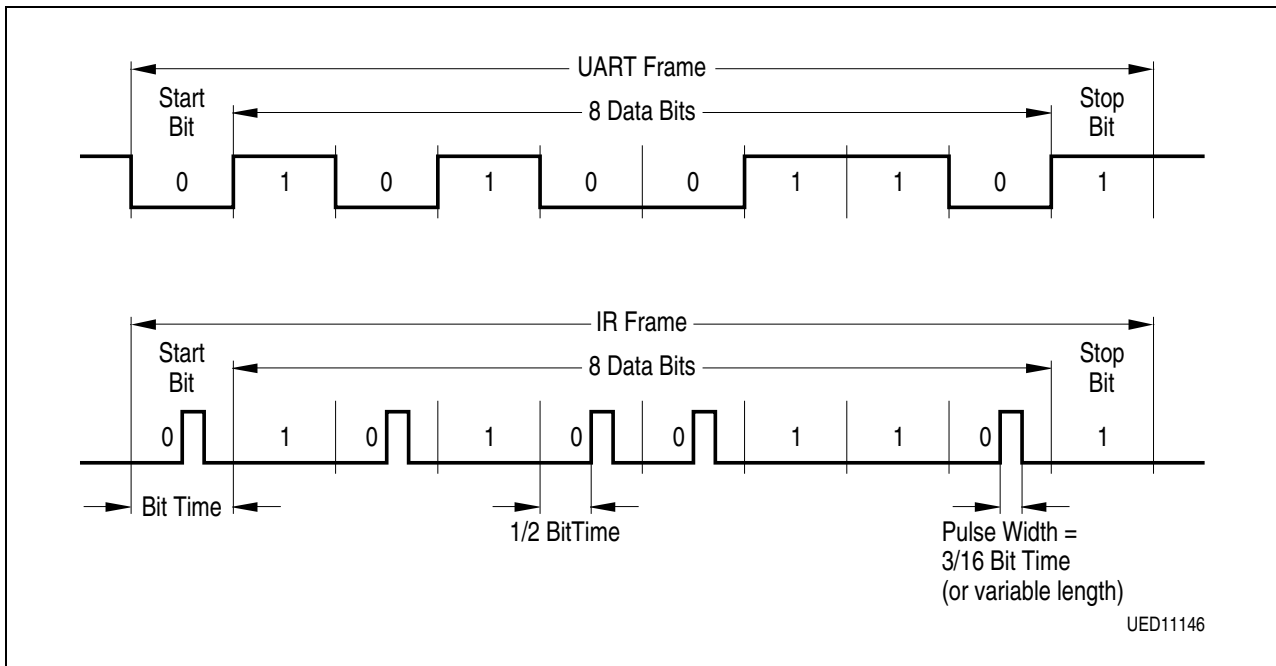 UART Frame
Start
Bit
8 Data Bits
Stop
Bit
0 1 0 1 0 0 1 1 0 1
IR Frame
Start
Bit
8 Data Bits
Stop
Bit
0 1 0 1 0 0 1 1 0 1
Bit Time
1/2 BitTime
Pulse Width =
3/16 Bit Time
(or variable length)
UED11146